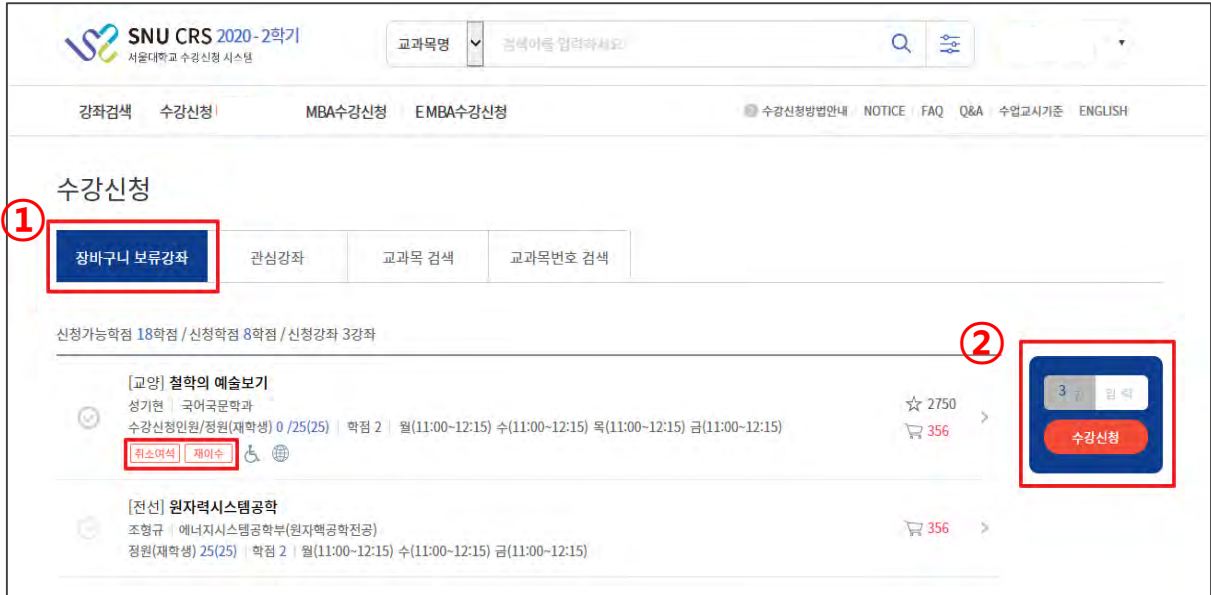 SNU CRS 2020-2학기
서울대학교 수강신청 시스템
교과목명
검색어를 입력하세요
강좌검색 수강신청 MBA수강신청 EMBA수강신청
수강신청방법안내 NOTICE FAQ Q&A 수업교시기준 ENGLISH
수강신청
①
장바구니 보류강좌 관심강좌 교과목 검색 교과목번호 검색
신청가능학점 18학점 / 신청학점 8학점 / 신청강좌 3강좌
②
[교양] 철학의 예술보기
성기현 국어국문학과
수강신청인원/정원(재학생) 0 /25(25) 학점 2 월(11:00~12:15) 수(11:00~12:15) 목(11:00~12:15) 금(11:00~12:15)
취소여석 재이수
☆ 2750
356
3 입력
수강신청
[전선] 원자력시스템공학
조형규 에너지시스템공학부(원자핵공학전공)
정원(재학생) 25(25) 학점 2 월(11:00~12:15) 수(11:00~12:15) 금(11:00~12:15)
356